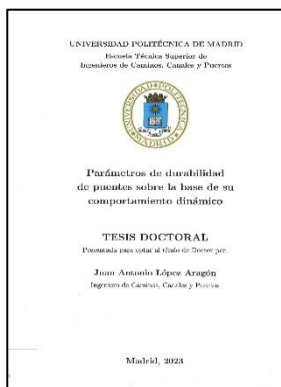 UNIVERSIDAD POLITÉCNICA DE MADRID
Escuela Técnica Superior de
Ingenieros de Caminos, Canales y Puertos
Parámetros de durabilidad
de puentes sobre la base de su
comportamiento dinámico
TESIS DOCTORAL
Presentada para optar al título de Doctor por:
Juan Antonio López Aragón
Ingeniero de Caminos, Canales y Puertos
Madrid, 2023